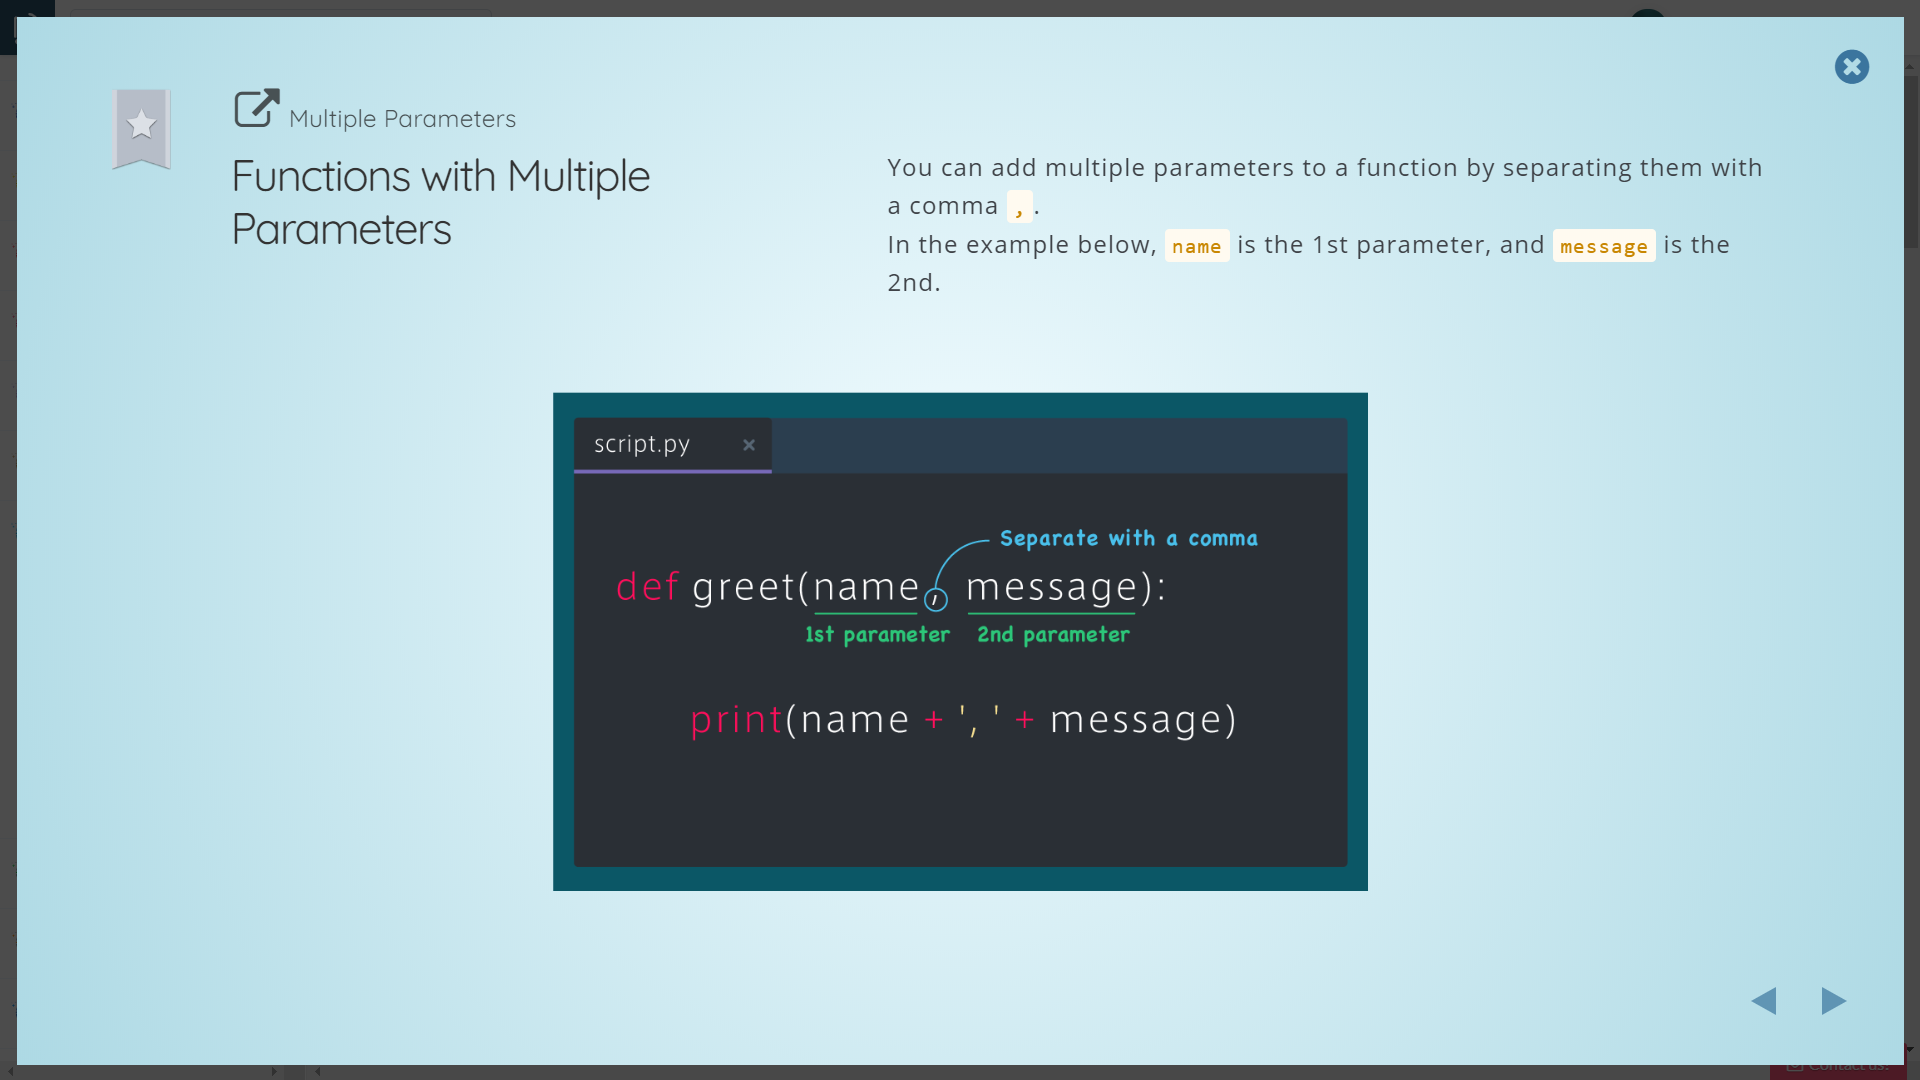 Multiple Parameters
Functions with Multiple
Parameters
You can add multiple parameters to a function by separating them with
a comma , .
In the example below, name is the 1st parameter, and message is the
2nd.
script.py
Separate with a comma
def greet(name, message):
1st parameter 2nd parameter
print(name + ', ' + message)
Contact us!